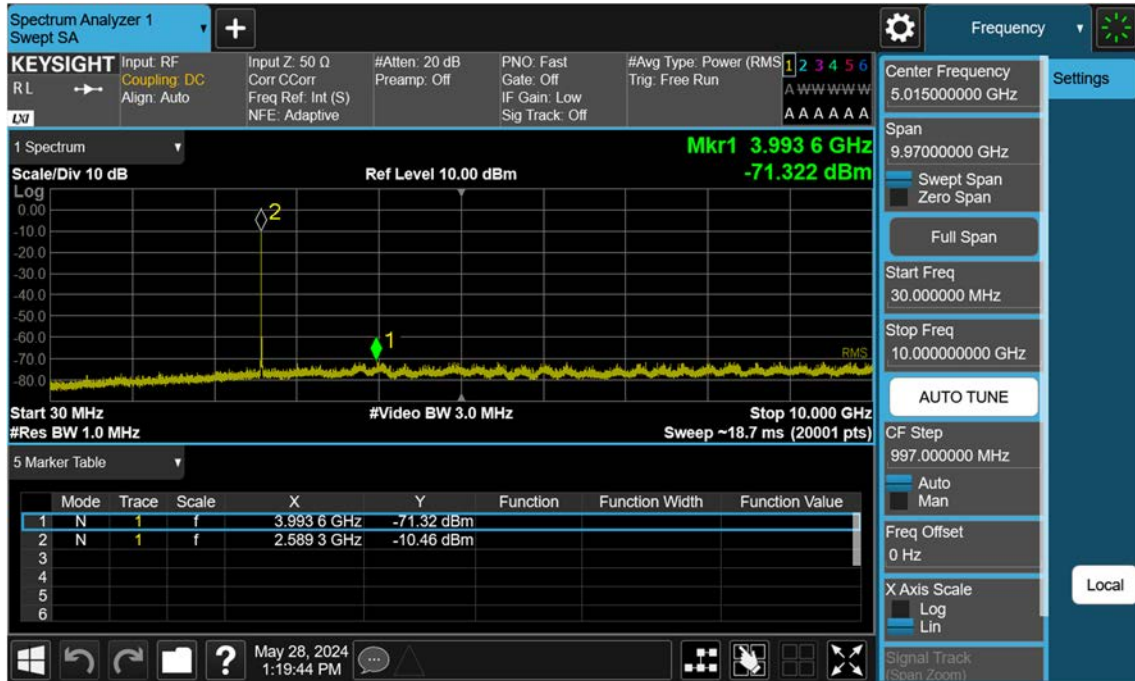 Spectrum Analyzer 1
Swept SA
Frequency
KEYSIGHT
R L
LXI
Input: RF
Coupling: DC
Align: Auto
Input Z: 50 Ω
Corr CCorr
Freq Ref: Int (S)
NFE: Adaptive
#Atten: 20 dB
Preamp: Off
PNO: Fast
Gate: Off
IF Gain: Low
Sig Track: Off
#Avg Type: Power (RMS
Trig: Free Run
1 2 3 4 5 6
A W W W W W
A A A A A A
1 Spectrum
Mkr1 3.993 6 GHz
-71.322 dBm
Scale/Div 10 dB
Ref Level 10.00 dBm
Log
0.00
-10.0
-20.0
-30.0
-40.0
-50.0
-60.0
-70.0
-80.0
2
1
RMS
Start 30 MHz
#Video BW 3.0 MHz
Stop 10.000 GHz
#Res BW 1.0 MHz
Sweep ~18.7 ms (20001 pts)
5 Marker Table
Mode Trace Scale X Y Function Function Width Function Value
1 N 1 f 3.993 6 GHz -71.32 dBm
2 N 1 f 2.589 3 GHz -10.46 dBm
3
4
5
6
May 28, 2024
1:19:44 PM
Center Frequency
5.015000000 GHz
Span
9.97000000 GHz
Swept Span
Zero Span
Full Span
Start Freq
30.000000 MHz
Stop Freq
10.000000000 GHz
AUTO TUNE
CF Step
997.000000 MHz
Auto
Man
Freq Offset
0 Hz
X Axis Scale
Log
Lin
Signal Track
(Span Zoom)
Settings
Local